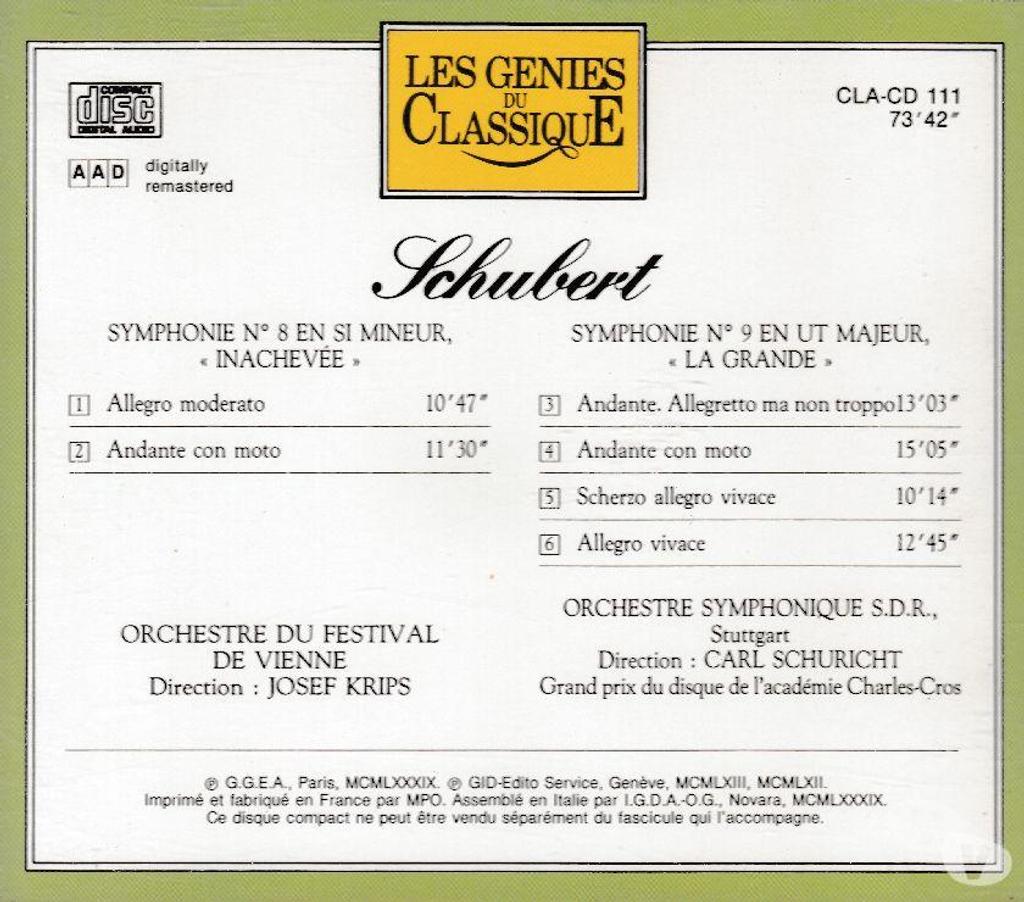 COMPACT
disc
DIGITAL AUDIO
AAD digitally
remastered
LES GENIES
DU
CLASSIQUE
CLA-CD 111
73'42"
Schubert
SYMPHONIE N° 8 EN SI MINEUR,
« INACHEVÉE »
1 Allegro moderato 10'47"
2 Andante con moto 11'30"
SYMPHONIE N° 9 EN UT MAJEUR,
« LA GRANDE »
3 Andante. Allegretto ma non troppo 13'03"
4 Andante con moto 15'05"
5 Scherzo allegro vivace 10'14"
6 Allegro vivace 12'45"
ORCHESTRE DU FESTIVAL
DE VIENNE
Direction : JOSEF KRIPS
ORCHESTRE SYMPHONIQUE S.D.R.,
Stuttgart
Direction : CARL SCHURICHT
Grand prix du disque de l'académie Charles-Cros
℗ G.G.E.A., Paris, MCMLXXXIX. ℗ GID-Edito Service, Genève, MCMLXIII, MCMLXII.
Imprimé et fabriqué en France par MPO. Assemblé en Italie par I.G.D.A.-O.G., Novara, MCMLXXXIX.
Ce disque compact ne peut être vendu séparément du fascicule qui l'accompagne.
V